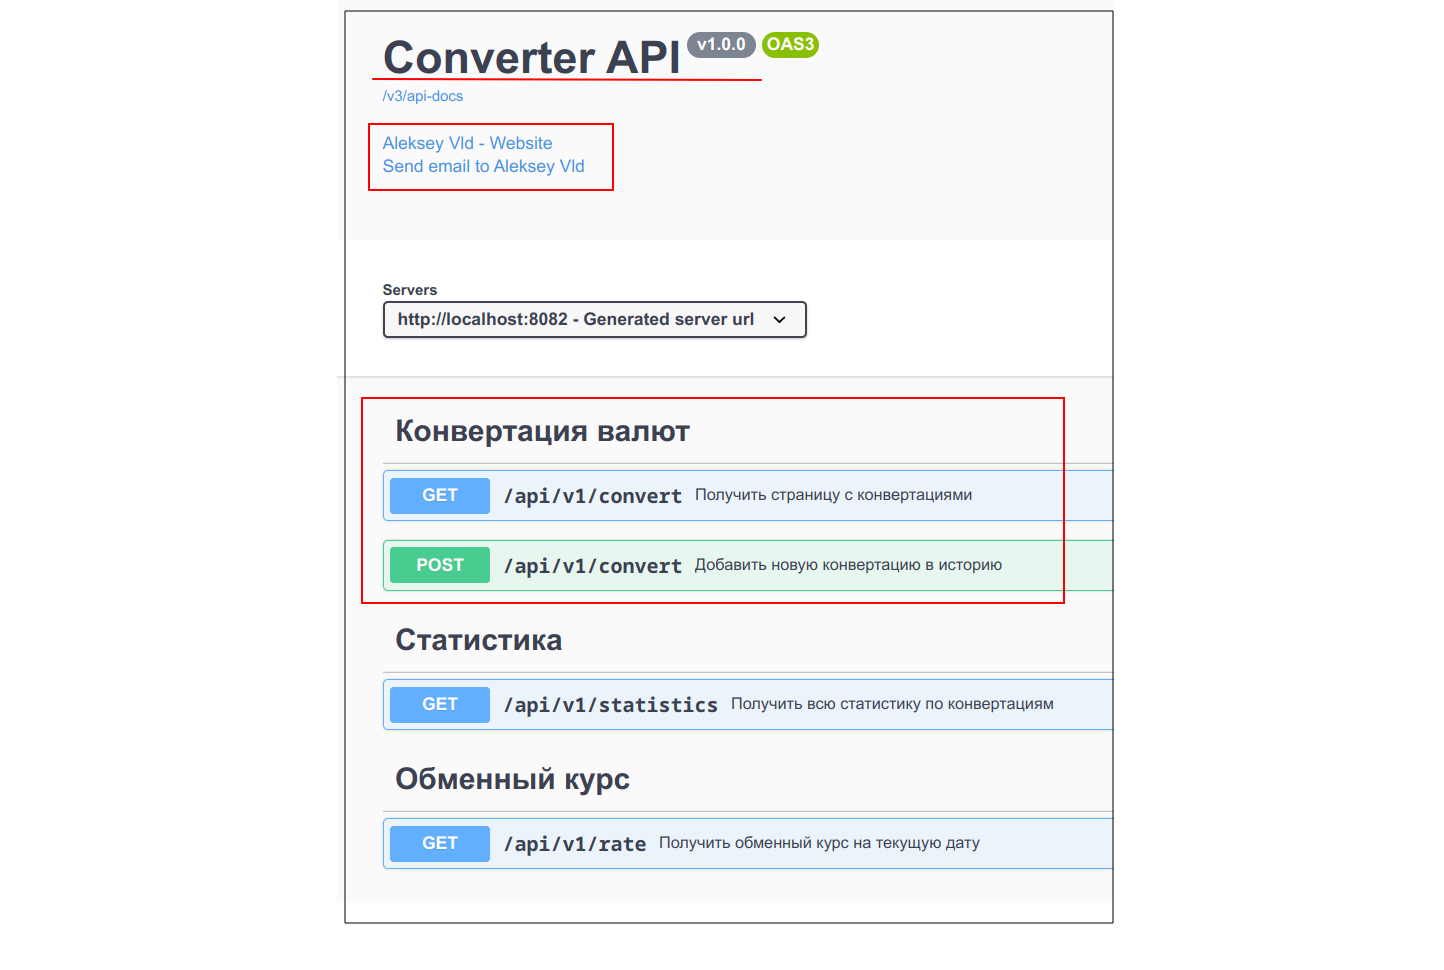 Converter API v1.0.0 OAS3
/v3/api-docs
Aleksey Vld - Website
Send email to Aleksey Vld
Servers
http://localhost:8082 - Generated server url
Конвертация валют
GET /api/v1/convert Получить страницу с конвертациями
POST /api/v1/convert Добавить новую конвертацию в историю
Статистика
GET /api/v1/statistics Получить всю статистику по конвертациям
Обменный курс
GET /api/v1/rate Получить обменный курс на текущую дату